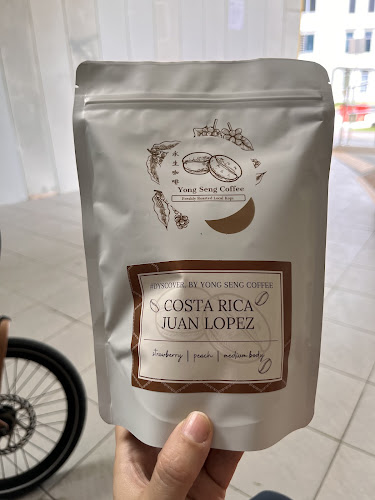 永生咖啡
Yong Seng Coffee
#DYSCOVER, BY YONG SENG COFFEE
COSTA RICA
JUAN LOPEZ
strawberry | peach | medium body